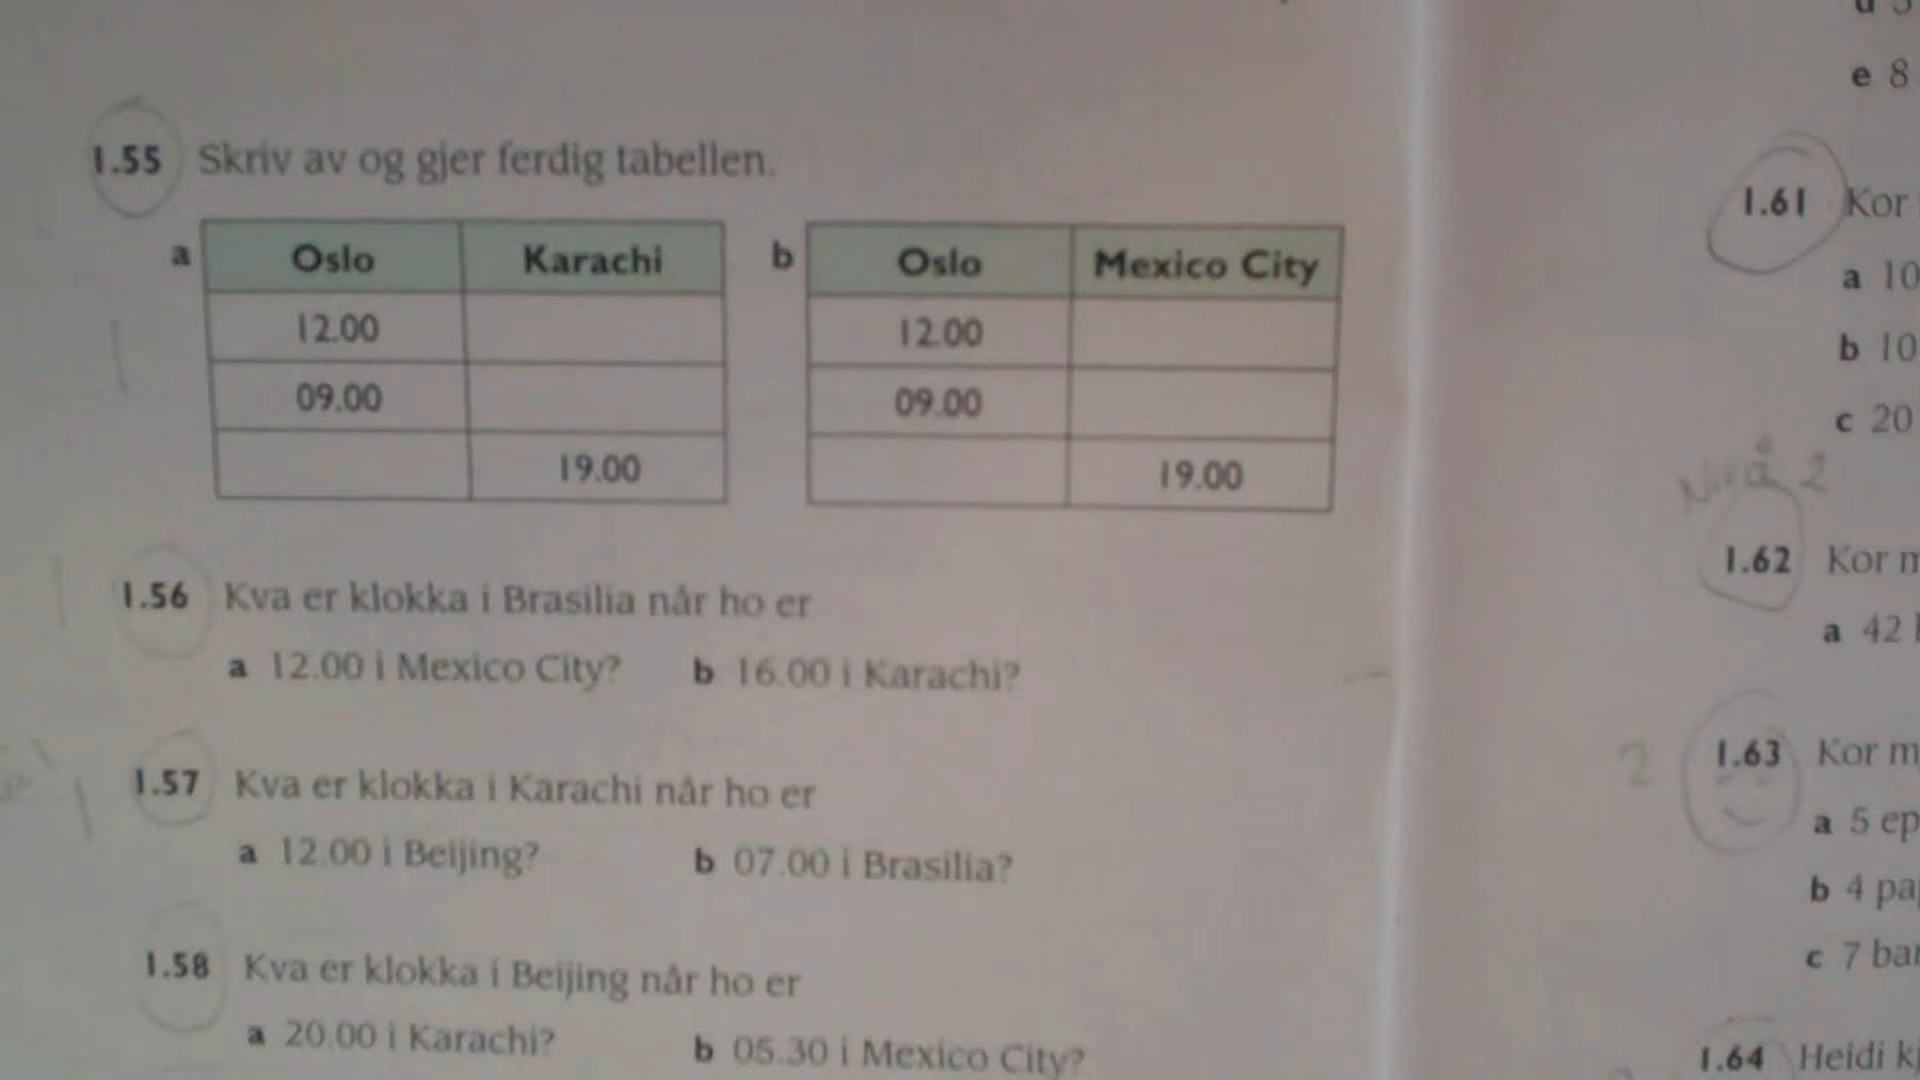 1.55 Skriv av og gjer ferdig tabellen.
a
Oslo Karachi
12.00
09.00
19.00
b
Oslo Mexico City
12.00
09.00
19.00
1.56 Kva er klokka i Brasilia når ho er
a 12.00 i Mexico City? b 16.00 i Karachi?
1.57 Kva er klokka i Karachi når ho er
a 12.00 i Beijing? b 07.00 i Brasilia?
1.58 Kva er klokka i Beijing når ho er
a 20.00 i Karachi? b 05.30 i Mexico City?
e 8
1.61 Kor
a 10
b 10
c 20
Nivå 2
1.62 Kor
a 42
2
1.63 Kor
a 5 ep
b 4
c 7
1.64 Heidi